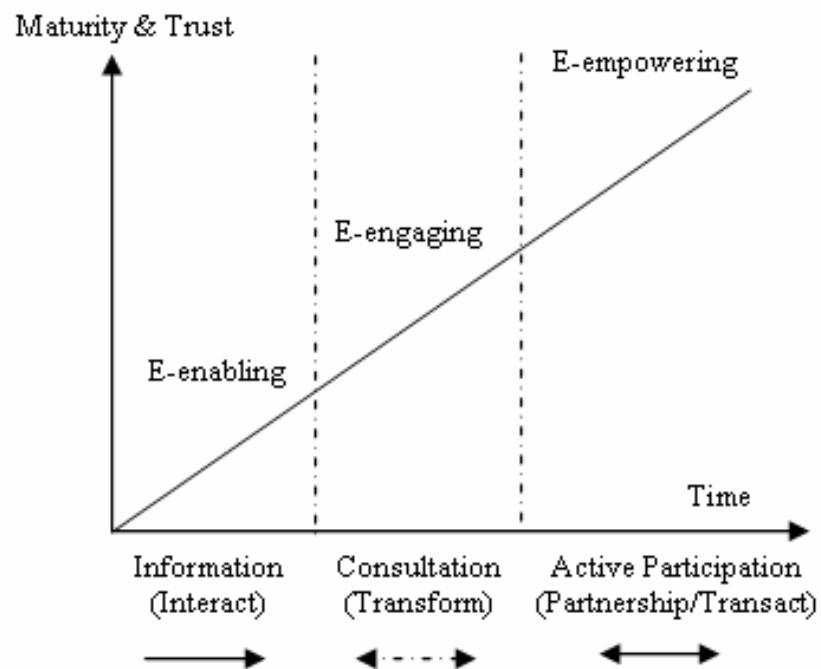 Maturity & Trust
E-empowering
E-engaging
E-enabling
Time
Information
(Interact)
Consultation
(Transform)
Active Participation
(Partnership/Transact)